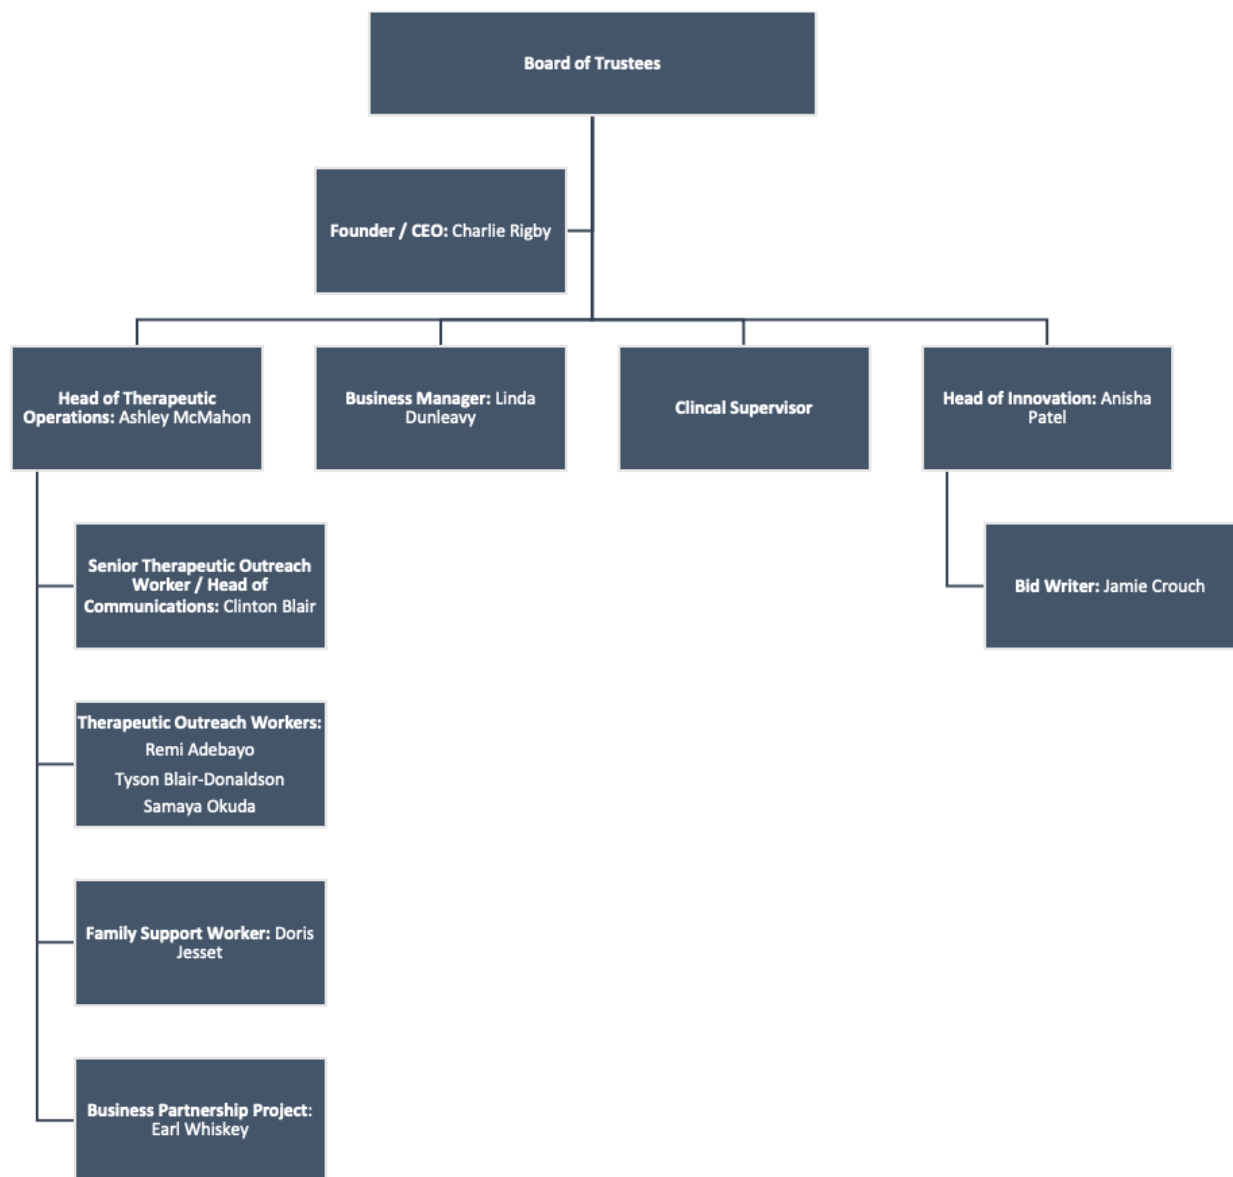 Board of Trustees
Founder / CEO: Charlie Rigby
Head of Therapeutic
Operations: Ashley McMahon
Business Manager: Linda
Dunleavy
Clincal Supervisor
Head of Innovation: Anisha
Patel
Senior Therapeutic Outreach
Worker / Head of
Communications: Clinton Blair
Bid Writer: Jamie Crouch
Therapeutic Outreach Workers:
Remi Adebayo
Tyson Blair-Donaldson
Samaya Okuda
Family Support Worker: Doris
Jesset
Business Partnership Project:
Earl Whiskey